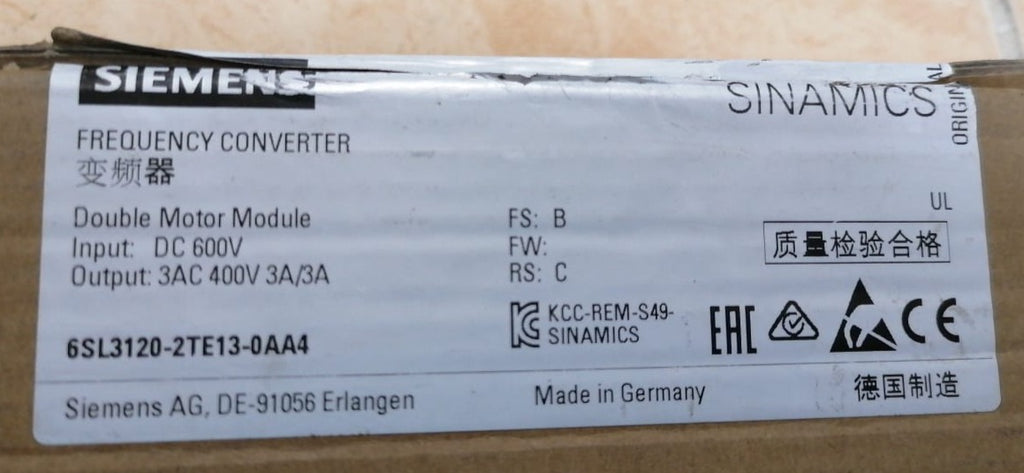 SIEMENS
SINAMICS
ORIGINAL
FREQUENCY CONVERTER
变频器
Double Motor Module
Input: DC 600V
Output: 3AC 400V 3A/3A
FS: B
FW:
RS: C
UL
质量检验合格
KCC-REM-S49-
SINAMICS
EAC
CE
6SL3120-2TE13-0AA4
Siemens AG, DE-91056 Erlangen
Made in Germany
德国制造